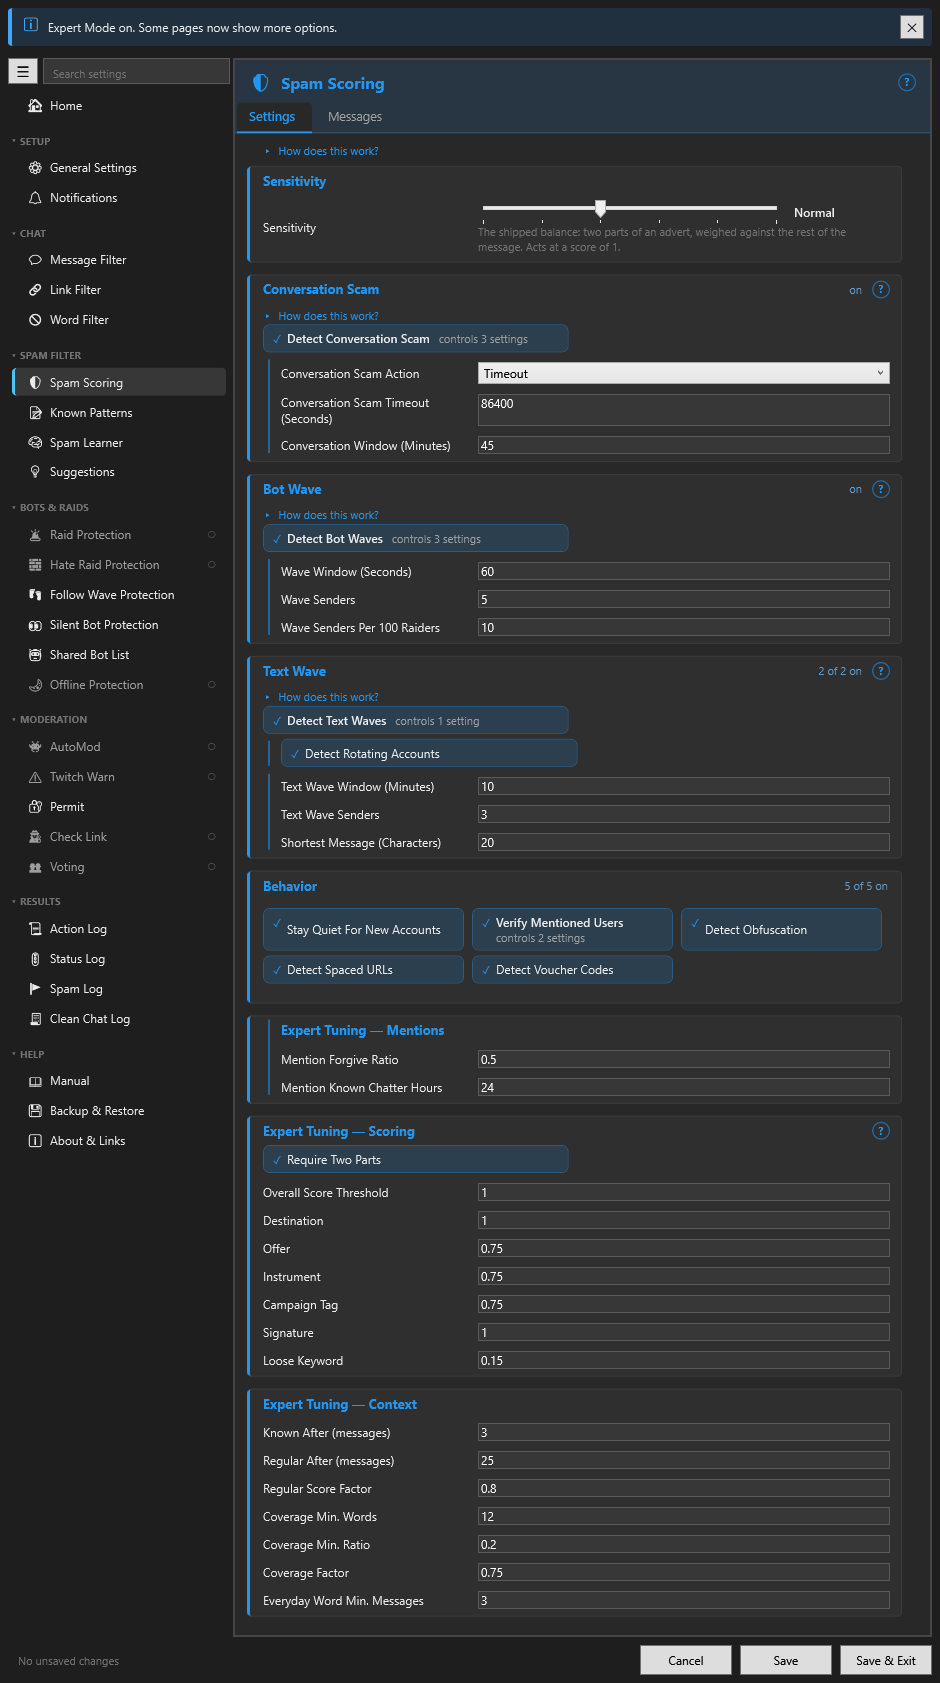 Expert Mode on. Some pages now show more options.
Search settings
Home
SETUP
General Settings
Notifications
CHAT
Message Filter
Link Filter
Word Filter
SPAM FILTER
Spam Scoring
Known Patterns
Spam Learner
Suggestions
BOTS & RAIDS
Raid Protection
Hate Raid Protection
Follow Wave Protection
Silent Bot Protection
Shared Bot List
Offline Protection
MODERATION
AutoMod
Twitch Warn
Permit
Check Link
Voting
RESULTS
Action Log
Status Log
Spam Log
Clean Chat Log
HELP
Manual
Backup & Restore
About & Links
Spam Scoring ?
Settings Messages
How does this work?
Sensitivity
Sensitivity Normal
The shipped balance: two parts of an advert, weighed against the rest of the
message. Acts at a score of 1.
Conversation Scam on ?
How does this work?
✓ Detect Conversation Scam controls 3 settings
Conversation Scam Action Timeout
Conversation Scam Timeout 86400
(Seconds)
Conversation Window (Minutes) 45
Bot Wave on ?
How does this work?
✓ Detect Bot Waves controls 3 settings
Wave Window (Seconds) 60
Wave Senders 5
Wave Senders Per 100 Raiders 10
Text Wave 2 of 2 on ?
How does this work?
✓ Detect Text Waves controls 1 setting
✓ Detect Rotating Accounts
Text Wave Window (Minutes) 10
Text Wave Senders 3
Shortest Message (Characters) 20
Behavior 5 of 5 on
✓ Stay Quiet For New Accounts ✓ Verify Mentioned Users ✓ Detect Obfuscation
controls 2 settings
✓ Detect Spaced URLs ✓ Detect Voucher Codes
Expert Tuning — Mentions
Mention Forgive Ratio 0.5
Mention Known Chatter Hours 24
Expert Tuning — Scoring ?
✓ Require Two Parts
Overall Score Threshold 1
Destination 1
Offer 0.75
Instrument 0.75
Campaign Tag 0.75
Signature 1
Loose Keyword 0.15
Expert Tuning — Context
Known After (messages) 3
Regular After (messages) 25
Regular Score Factor 0.8
Coverage Min. Words 12
Coverage Min. Ratio 0.2
Coverage Factor 0.75
Everyday Word Min. Messages 3
No unsaved changes Cancel Save Save & Exit